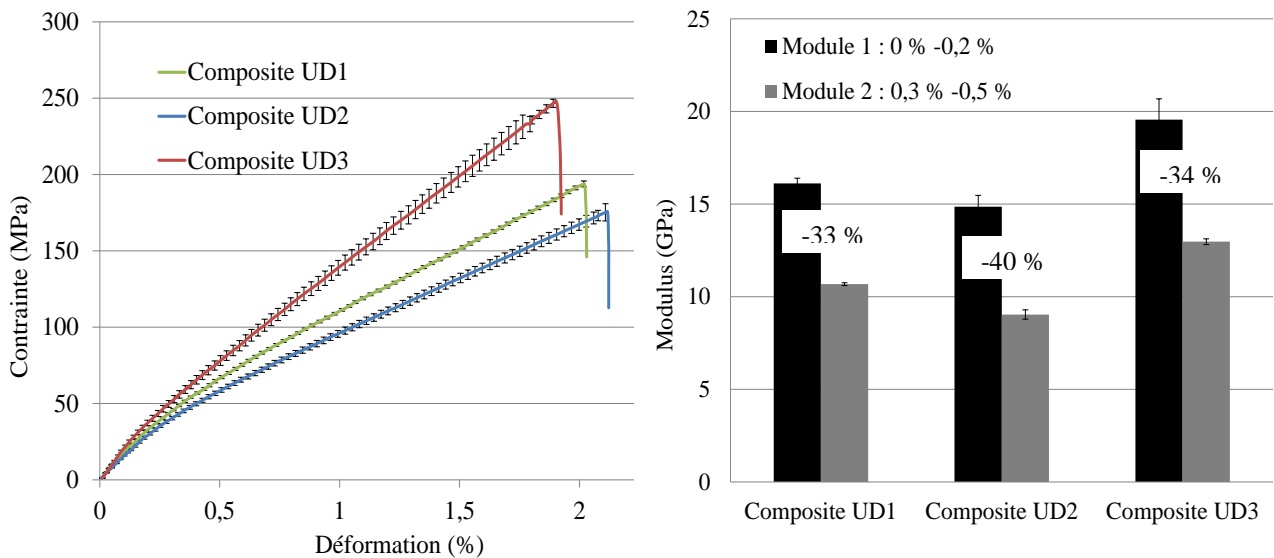 300
250
200
150
100
50
0
Contrainte (MPa)
Composite UD1
Composite UD2
Composite UD3
0
0,5
1
1,5
2
Déformation (%)
25
20
15
10
5
0
Modulus (GPa)
Module 1 : 0 % -0,2 %
Module 2 : 0,3 % -0,5 %
-33 %
-40 %
-34 %
Composite UD1
Composite UD2
Composite UD3